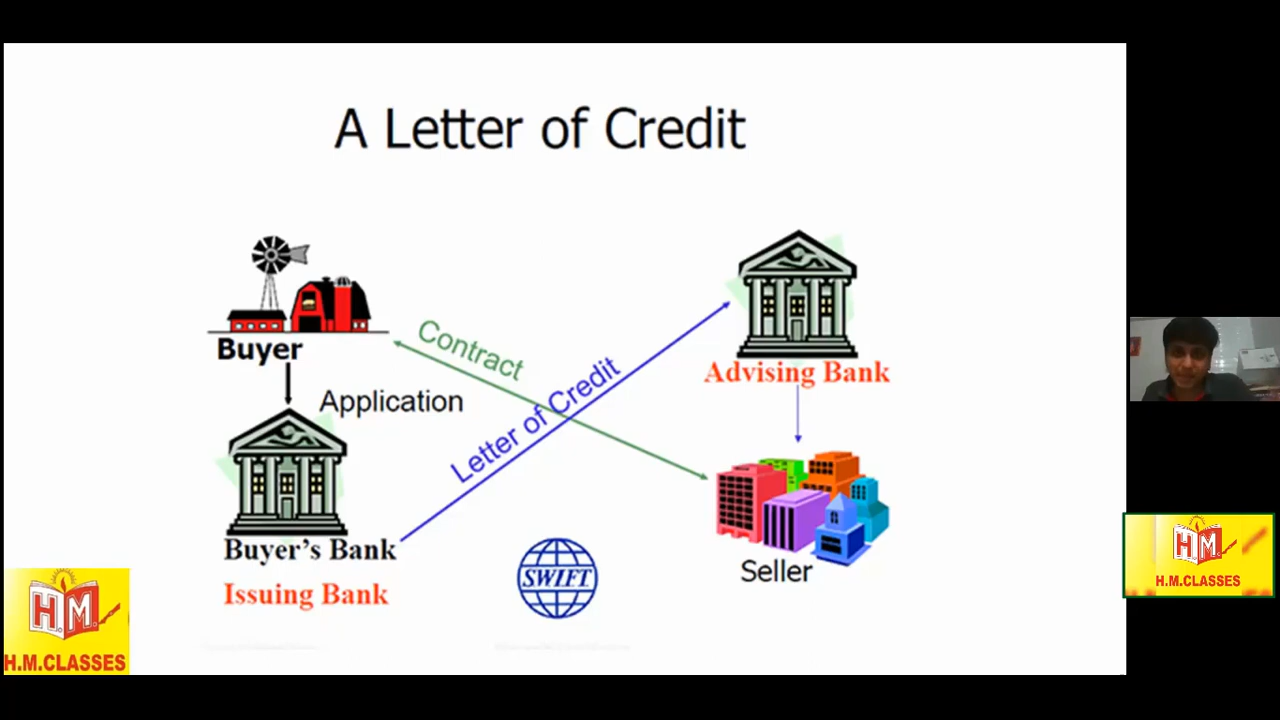 A Letter of Credit
Buyer
Application
Contract
Letter of Credit
Advising Bank
Buyer's Bank
Issuing Bank
SWIFT
Seller
H.M.
H.M.CLASSES
H.M.
H.M.CLASSES